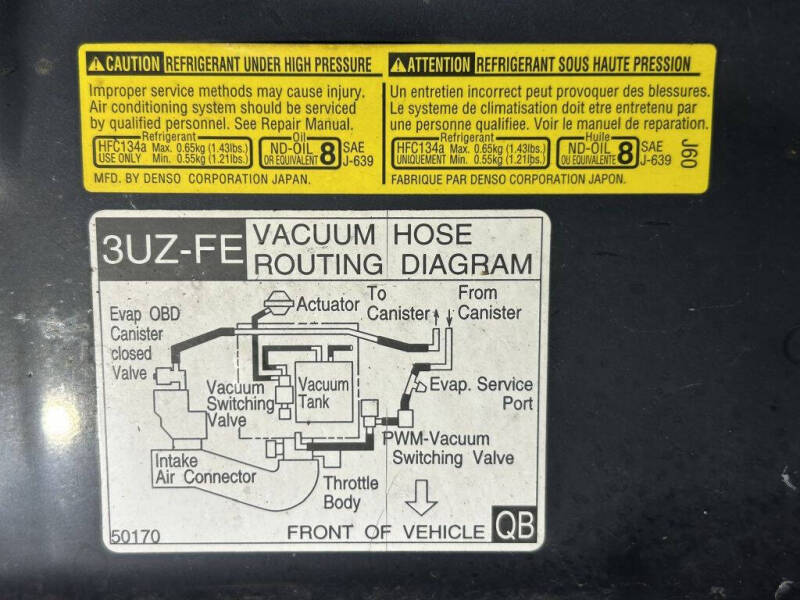 CAUTION REFRIGERANT UNDER HIGH PRESSURE
Improper service methods may cause injury.
Air conditioning system should be serviced
by qualified personnel. See Repair Manual.
Refrigerant Oil
HFC134a Max. 0.65kg (1.43lbs.) ND-OIL 8 SAE
USE ONLY Min. 0.55kg (1.21lbs.) OR EQUIVALENT J-639
MFD. BY DENSO CORPORATION JAPAN.
ATTENTION REFRIGERANT SOUS HAUTE PRESSION
Un entretien incorrect peut provoquer des blessures.
Le systeme de climatisation doit etre entretenu par
une personne qualifiee. Voir le manuel de reparation.
Refrigerant Huile
HFC134a Max. 0.65kg (1.43lbs.) ND-OIL 8 SAE
UNIQUEMENT Min. 0.55kg (1.21lbs.) OU EQUIVALENT J-639
FABRIQUE PAR DENSO CORPORATION JAPON.
J60
3UZ-FE VACUUM HOSE
ROUTING DIAGRAM
Evap OBD
Canister
closed
Valve
Actuator
To
Canister
From
Canister
Vacuum
Switching
Valve
Vacuum
Tank
Evap. Service
Port
PWM-Vacuum
Switching Valve
Intake
Air Connector
Throttle
Body
50170
FRONT OF VEHICLE QB